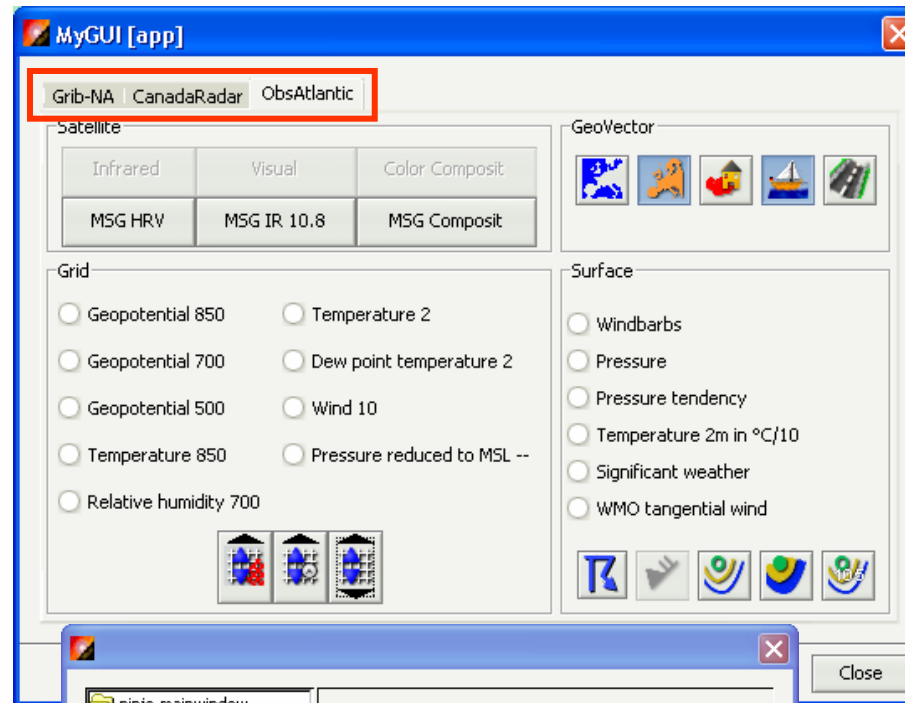 MyGUI [app]
Grib-NA CanadaRadar ObsAtlantic
Satellite
Infrared Visual Color Composit
MSG HRV MSG IR 10.8 MSG Composit
GeoVector
Grid
Geopotential 850
Geopotential 700
Geopotential 500
Temperature 850
Relative humidity 700
Temperature 2
Dew point temperature 2
Wind 10
Pressure reduced to MSL --
Surface
Windbarbs
Pressure
Pressure tendency
Temperature 2m in °C/10
Significant weather
WMO tangential wind
Close